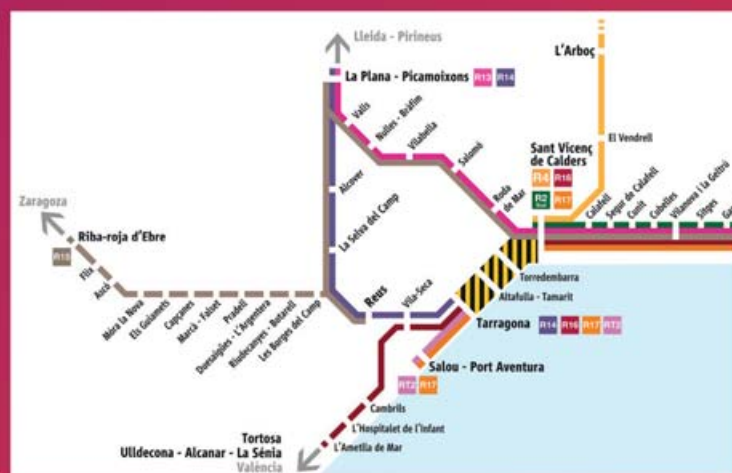 Lleida - Pirineus
La Plana - Picamoixons R13 R14
L'Arboç
Valls
Nulles - Bràfim
Vilabella
Salomó
Roda
de Mar
El Vendrell
Sant Vicenç
de Calders
R4 R16
R2 R17
Calafell
Segur de Calafell
Cunit
Cubelles
Vilanova i la Geltrú
Sitges
Alcover
La Selva del Camp
Zaragoza
Riba-roja d'Ebre
R15
Flix
Ascó
Móra la Nova
Els Guiamets
Capçanes
Marçà - Falset
Pradell
Duesaigües - L'Argentera
Riudecanyes - Botarell
Les Borges del Camp
Reus
Vila-Seca
Torredembarra
Altafulla - Tamarit
Tarragona R14 R16 R17 RT2
Salou - Port Aventura
RT2 R17
Cambrils
L'Hospitalet de l'Infant
L'Ametlla de Mar
Tortosa
Ulldecona - Alcanar - La Sénia
València